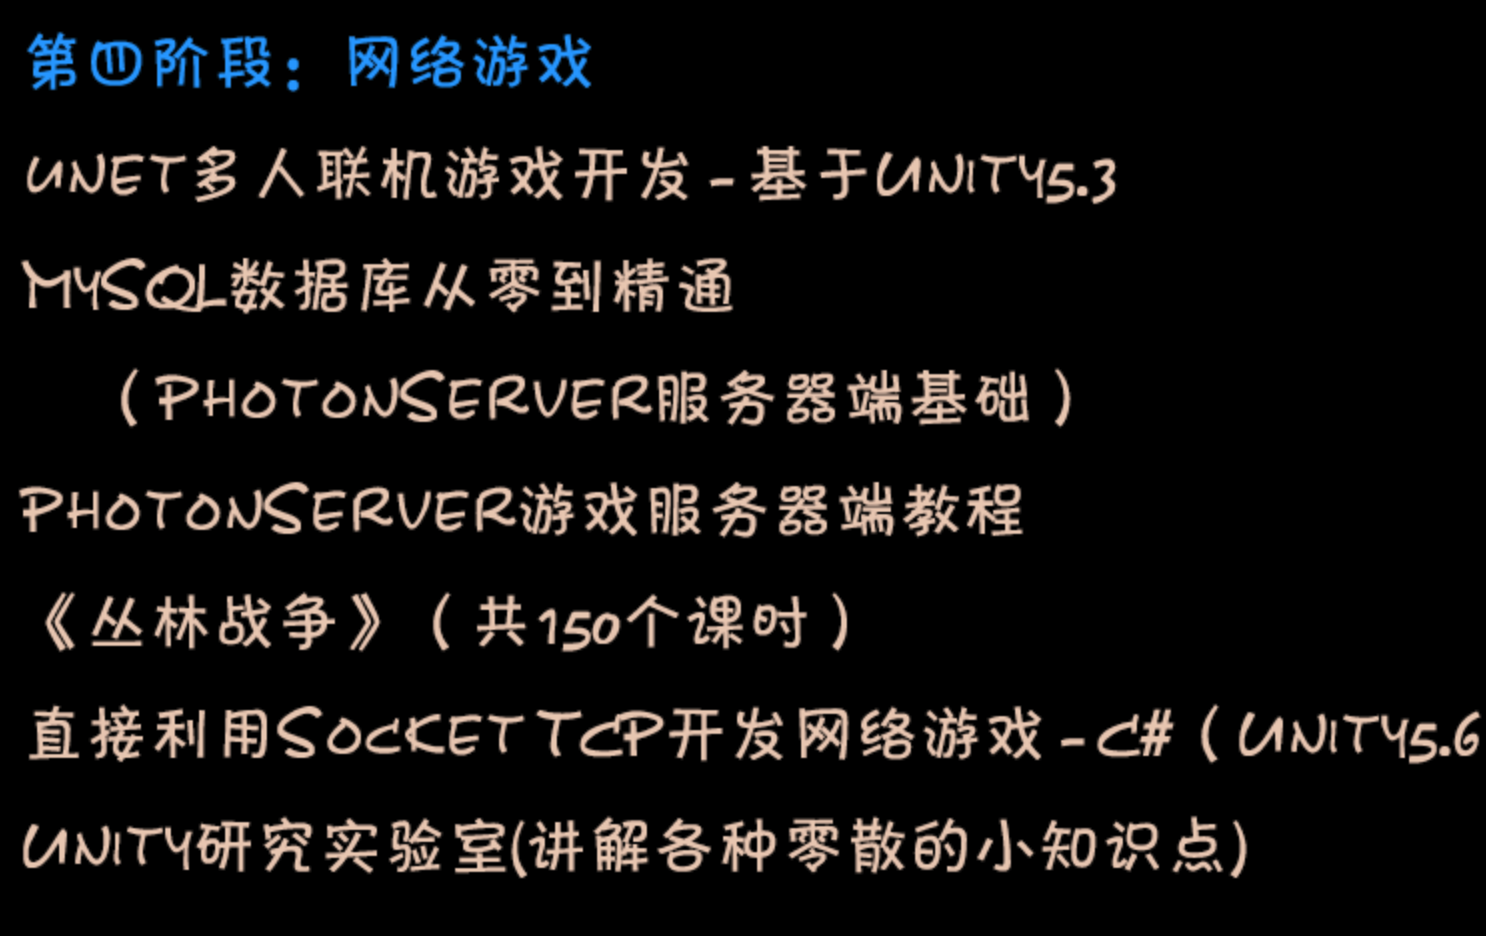 第四阶段：网络游戏
UNET多人联机游戏开发 - 基于UNITY5.3
MYSQL数据库从零到精通
（PHOTONSERVER服务器端基础）
PHOTONSERVER游戏服务器端教程
《丛林战争》（共150个课时）
直接利用SOCKET TCP开发网络游戏 - C#（UNITY5.6
UNITY研究实验室(讲解各种零散的小知识点)